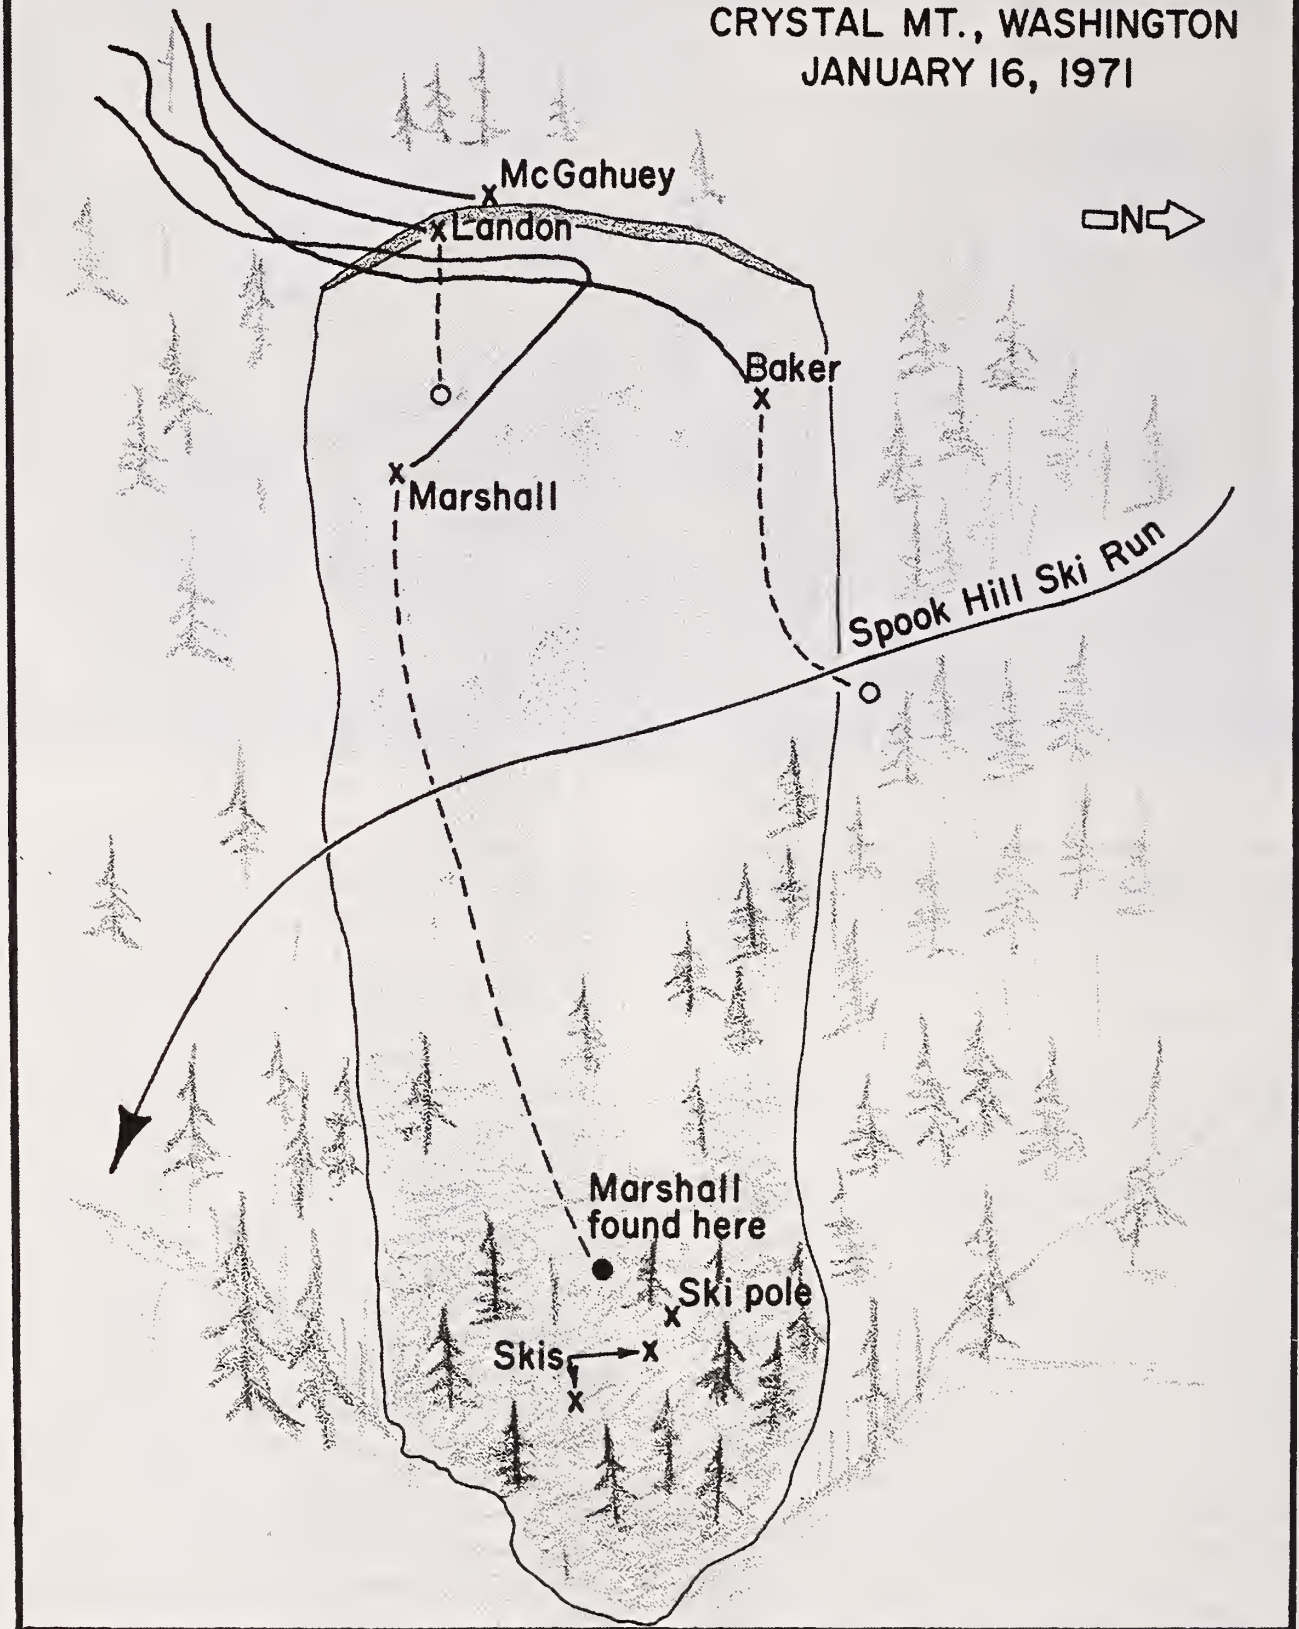 CRYSTAL MT., WASHINGTON
JANUARY 16, 1971
McGahuey
N
Landon
Baker
Marshall
Spook Hill Ski Run
Marshall
found here
Ski pole
Skis